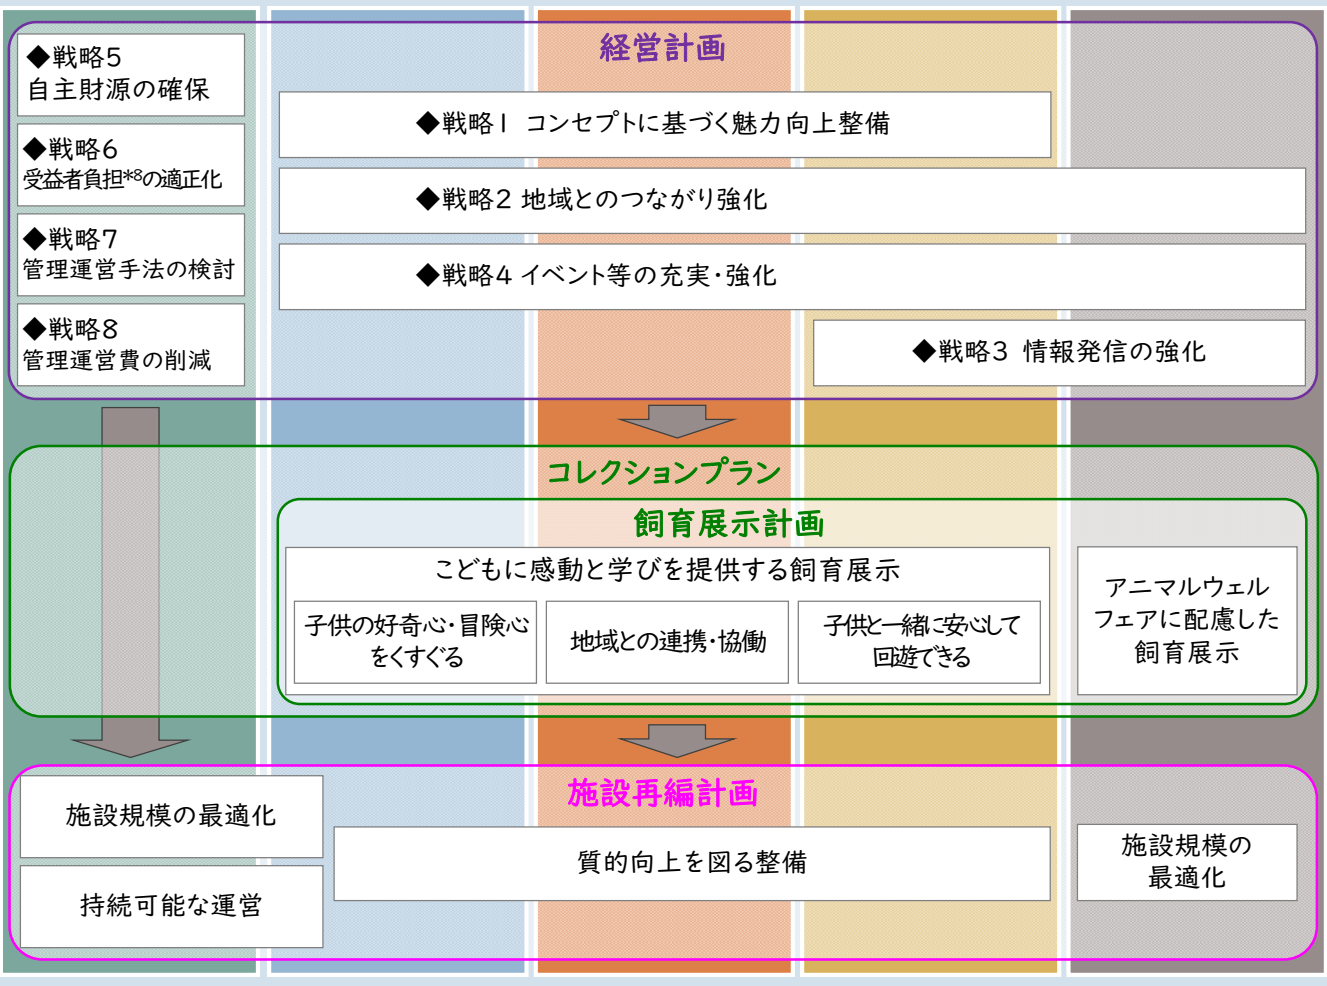 経営計画
◆戦略5
自主財源の確保
◆戦略6
受益者負担*8の適正化
◆戦略7
管理運営手法の検討
◆戦略8
管理運営費の削減
◆戦略1 コンセプトに基づく魅力向上整備
◆戦略2 地域とのつながり強化
◆戦略4 イベント等の充実・強化
◆戦略3 情報発信の強化
コレクションプラン
飼育展示計画
こどもに感動と学びを提供する飼育展示
子供の好奇心・冒険心
をくすぐる
地域との連携・協働
子供と一緒に安心して
回遊できる
アニマルウェル
フェアに配慮した
飼育展示
施設再編計画
施設規模の最適化
持続可能な運営
質的向上を図る整備
施設規模の
最適化